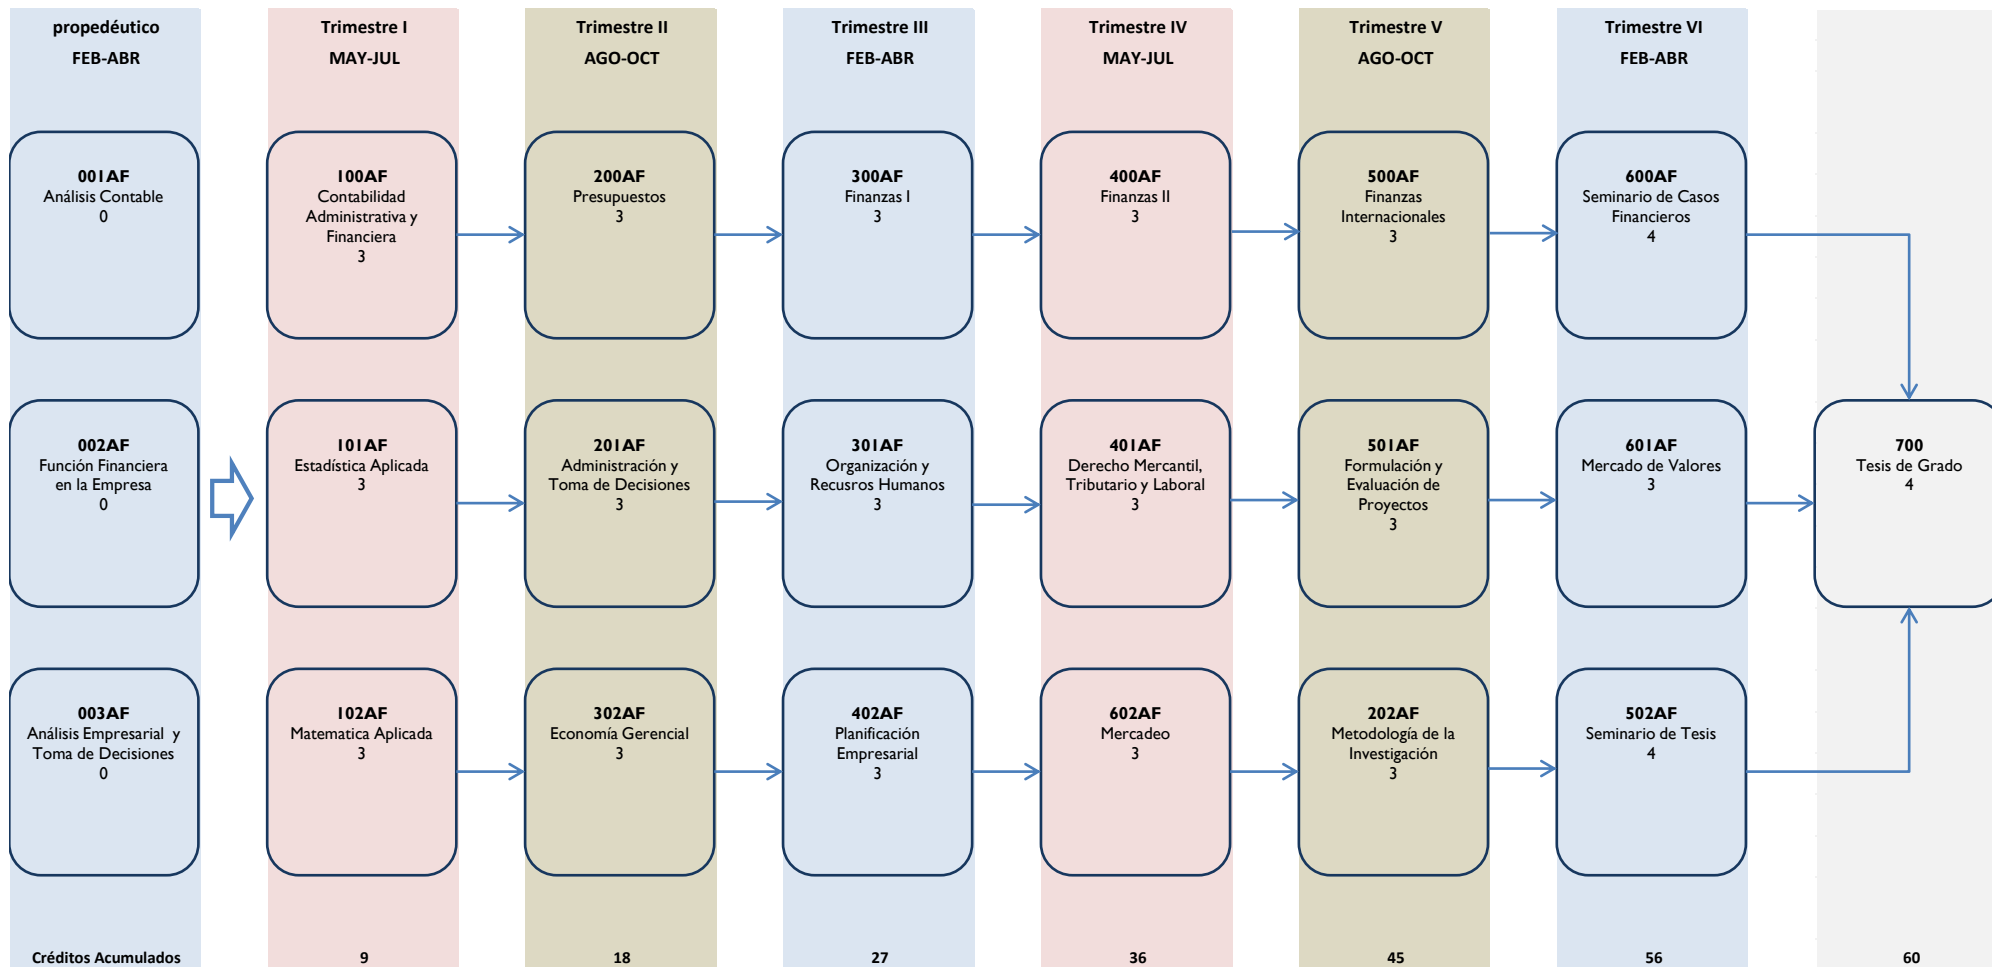 propedéutico
FEB-ABR
Trimestre I
MAY-JUL
Trimestre II
AGO-OCT
Trimestre III
FEB-ABR
Trimestre IV
MAY-JUL
Trimestre V
AGO-OCT
Trimestre VI
FEB-ABR
001AF
Análisis Contable
0
100AF
Contabilidad
Administrativa y
Financiera
3
200AF
Presupuestos
3
300AF
Finanzas I
3
400AF
Finanzas II
3
500AF
Finanzas
Internacionales
3
600AF
Seminario de Casos
Financieros
4
002AF
Función Financiera
en la Empresa
0
101AF
Estadística Aplicada
3
201AF
Administración y
Toma de Decisiones
3
301AF
Organización y
Recusros Humanos
3
401AF
Derecho Mercantil,
Tributario y Laboral
3
501AF
Formulación y
Evaluación de
Proyectos
3
601AF
Mercado de Valores
3
700
Tesis de Grado
4
003AF
Análisis Empresarial y
Toma de Decisiones
0
102AF
Matematica Aplicada
3
302AF
Economía Gerencial
3
402AF
Planificación
Empresarial
3
602AF
Mercadeo
3
202AF
Metodología de la
Investigación
3
502AF
Seminario de Tesis
4
Créditos Acumulados
9
18
27
36
45
56
60